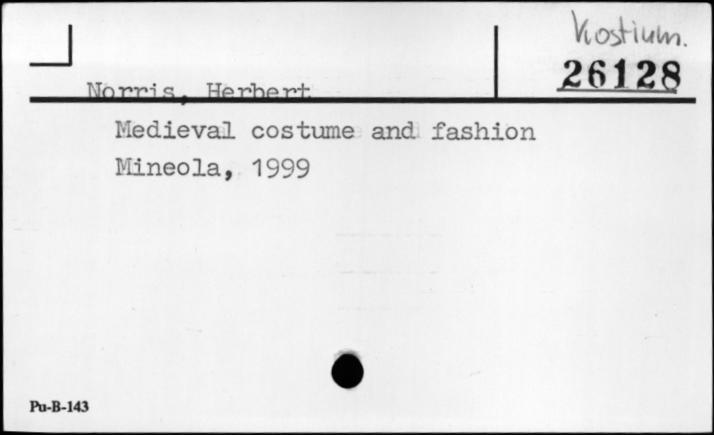 Kostium.
26128
Norris, Herbert
Medieval costume and fashion
Mineola, 1999
Pu-B-143